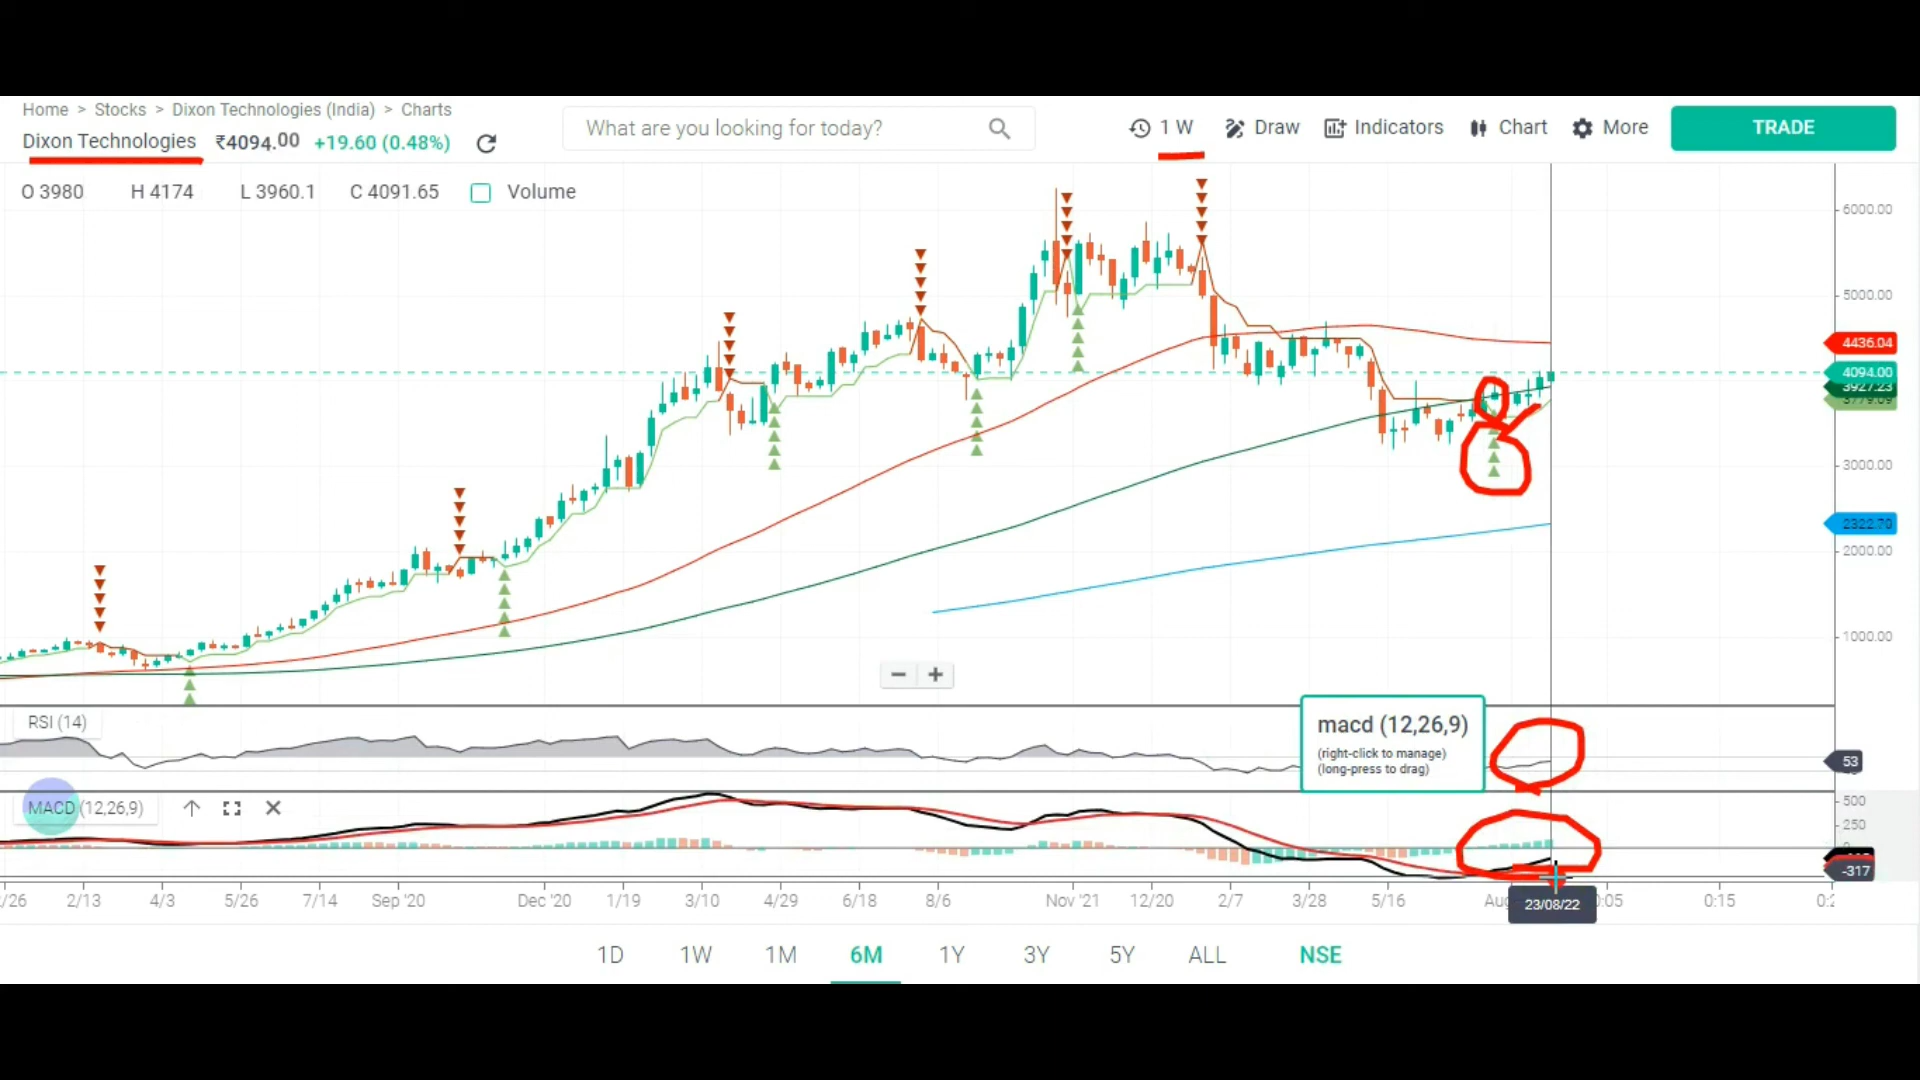 Home > Stocks > Dixon Technologies (India) > Charts
Dixon Technologies ₹4094.00 +19.60 (0.48%)
What are you looking for today?
1 W Draw Indicators Chart More TRADE
O 3980 H 4174 L 3960.1 C 4091.65 Volume
6000.00
5000.00
4436.04
4094.00
3927.23
3779.09
3000.00
2322.70
2000.00
1000.00
− +
RSI (14)
macd (12,26,9)
(right-click to manage)
(long-press to drag)
53
MACD (12,26,9)
500
250
-317
/26 2/13 4/3 5/26 7/14 Sep '20 Dec '20 1/19 3/10 4/29 6/18 8/6 Nov '21 12/20 2/7 3/28 5/16 23/08/22 0:15
1D 1W 1M 6M 1Y 3Y 5Y ALL NSE